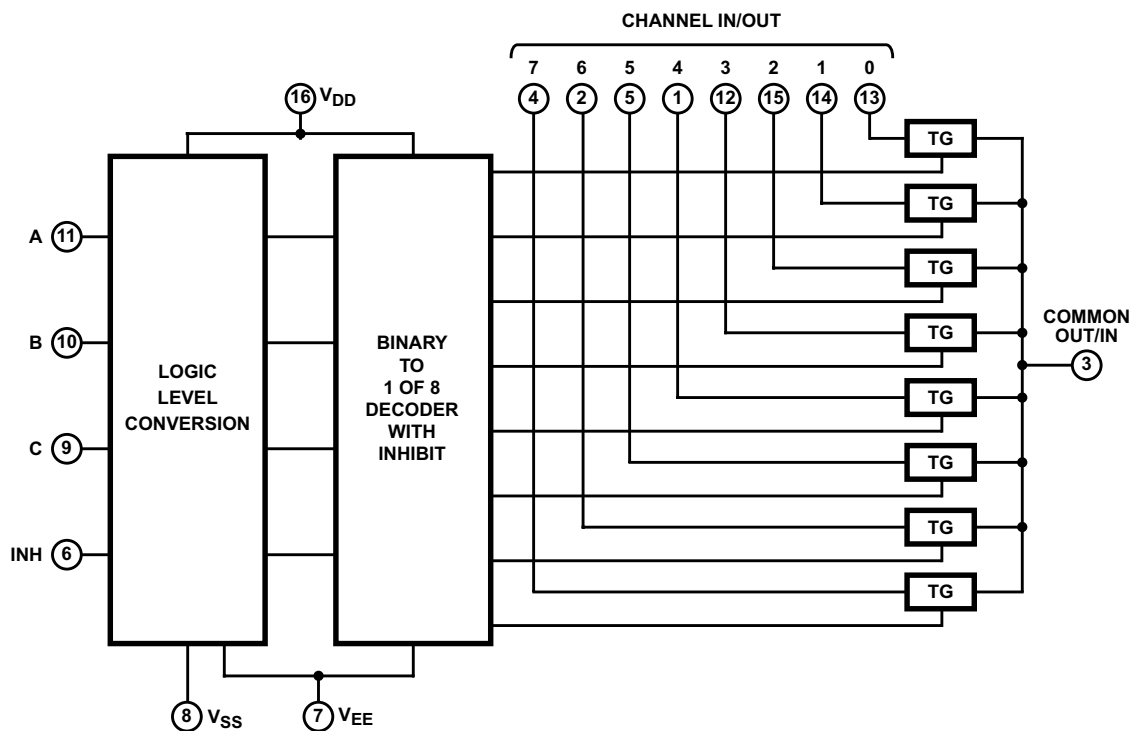 CHANNEL IN/OUT
7 6 5 4 3 2 1 0
4 2 5 1 12 15 14 13
16 VDD
TG
TG
A 11
TG
COMMON
OUT/IN
B 10
TG
3
LOGIC
LEVEL
CONVERSION
BINARY
TO
1 OF 8
DECODER
WITH
INHIBIT
TG
C 9
TG
TG
INH 6
TG
8 VSS
7 VEE